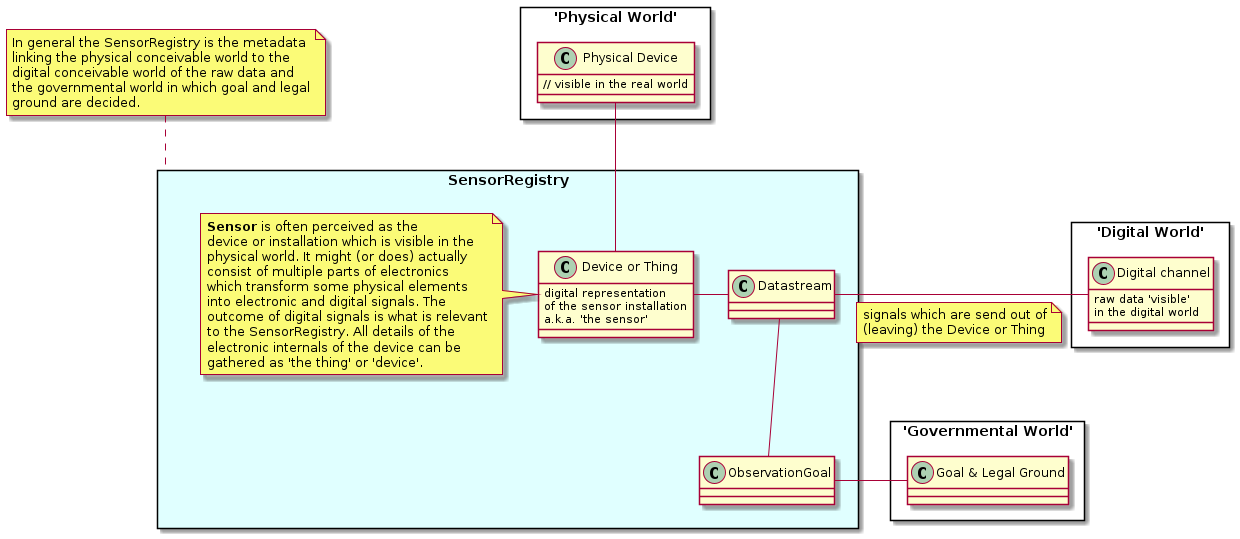 'Physical World'
C Physical Device
// visible in the real world
In general the SensorRegistry is the metadata
linking the physical conceivable world to the
digital conceivable world of the raw data and
the governmental world in which goal and legal
ground are decided.
SensorRegistry
Sensor is often perceived as the
device or installation which is visible in the
physical world. It might (or does) actually
consist of multiple parts of electronics
which transform some physical elements
into electronic and digital signals. The
outcome of digital signals is what is relevant
to the SensorRegistry. All details of the
electronic internals of the device can be
gathered as 'the thing' or 'device'.
C Device or Thing
digital representation
of the sensor installation
a.k.a. 'the sensor'
C Datastream
signals which are send out of
(leaving) the Device or Thing
'Digital World'
C Digital channel
raw data 'visible'
in the digital world
C ObservationGoal
'Governmental World'
C Goal & Legal Ground